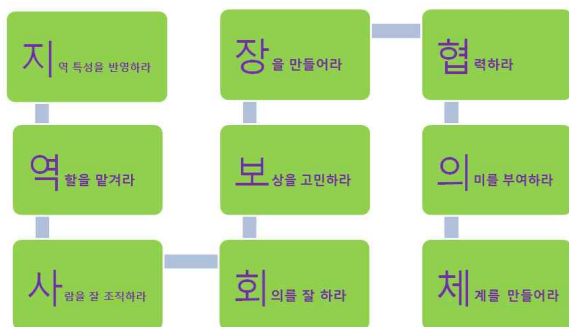 지역 특성을 반영하라
역할을 맡겨라
사람을 잘 조직하라
회의를 잘 하라
보상을 고민하라
장을 만들어라
협력하라
의미를 부여하라
체계를 만들어라